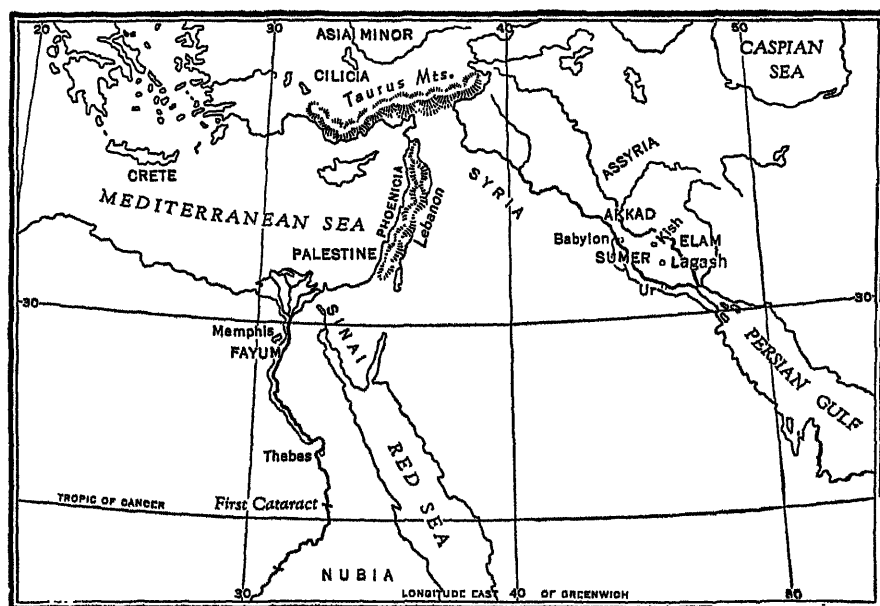 20
30
40
50
ASIA MINOR
CASPIAN
SEA
CILICIA
Taurus Mts.
CRETE
MEDITERRANEAN SEA
PHOENICIA
Lebanon
SYRIA
ASSYRIA
AKKAD
Kish
Babylon
ELAM
PALESTINE
SUMER
Lagash
Ur
30
30
SINAI
Memphis
FAYUM
PERSIAN GULF
Thebes
RED SEA
TROPIC OF CANCER
First Cataract
NUBIA
30
LONGITUDE EAST
40
OF GREENWICH
50